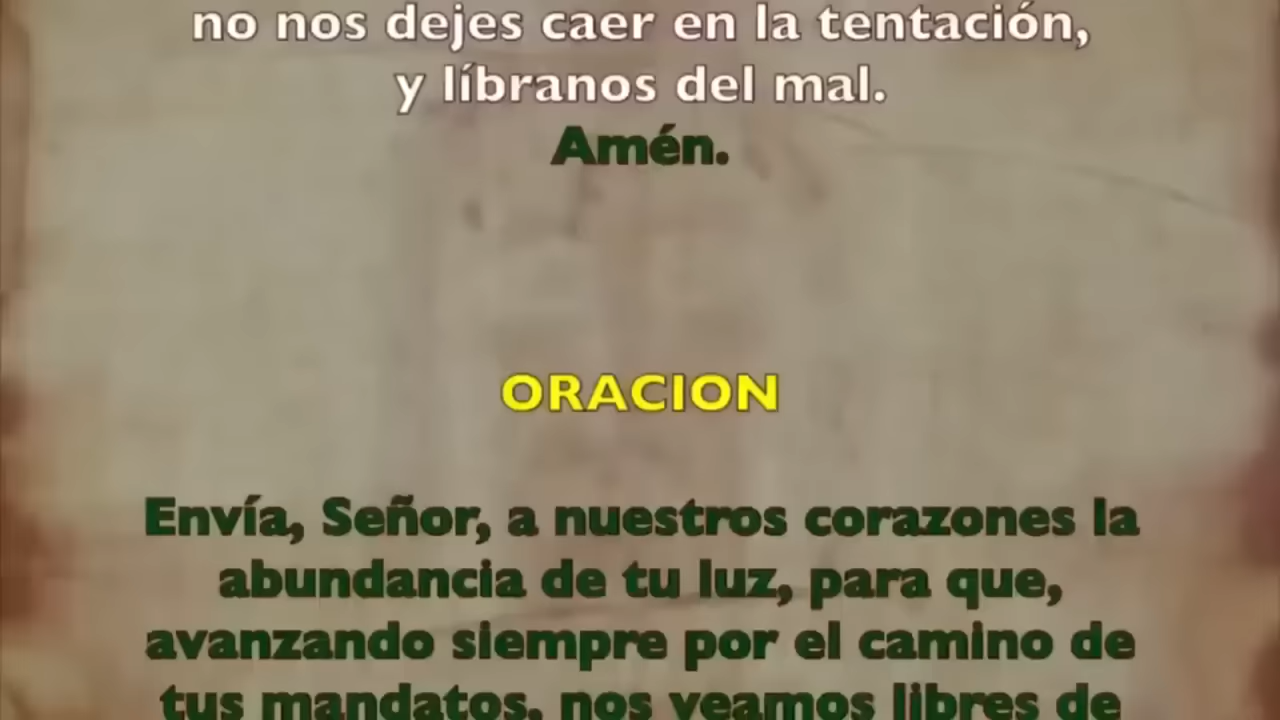 no nos dejes caer en la tentación,
y líbranos del mal.
Amén.
ORACION
Envía, Señor, a nuestros corazones la
abundancia de tu luz, para que,
avanzando siempre por el camino de
tus mandatos, nos veamos libres de